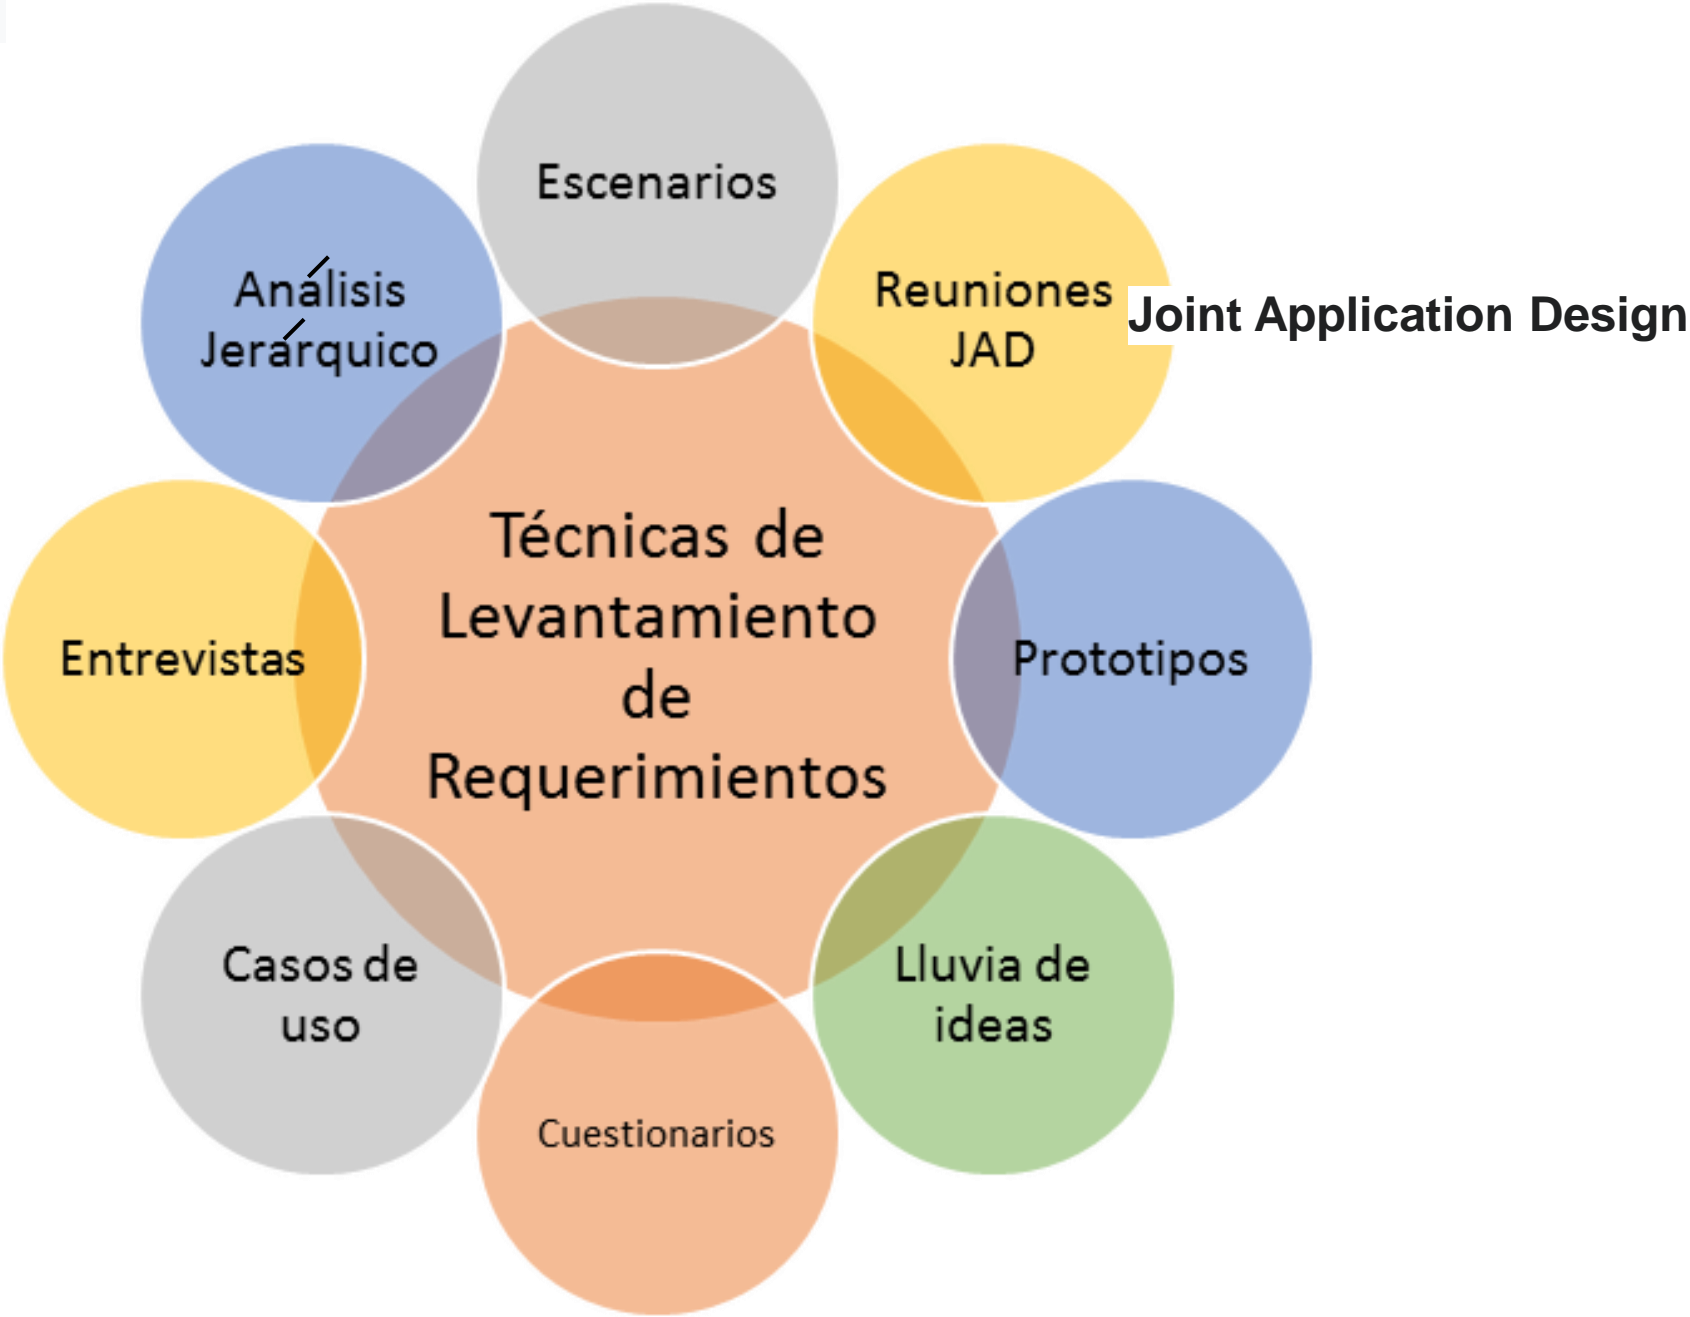 Escenarios
Análisis
Jerárquico
Reuniones
JAD
Joint Application Design
Técnicas de
Levantamiento
de
Requerimientos
Entrevistas
Prototipos
Casos de
uso
Lluvia de
ideas
Cuestionarios